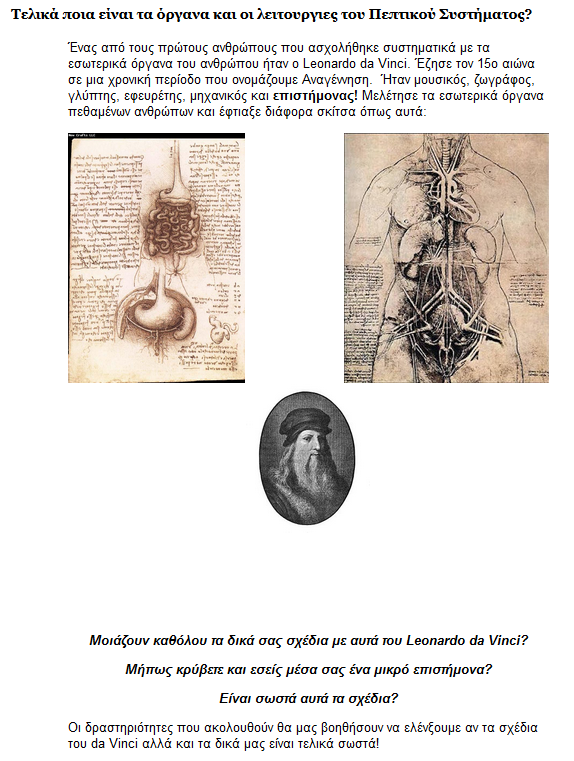 Τελικά ποια είναι τα όργανα και οι λειτουργιες του Πεπτικού Συστήματος?
Ένας από τους πρώτους ανθρώπους που ασχολήθηκε συστηματικά με τα
εσωτερικά όργανα του ανθρώπου ήταν ο Leonardo da Vinci. Έζησε τον 15ο αιώνα
σε μια χρονική περίοδο που ονομάζουμε Αναγέννηση. Ήταν μουσικός, ζωγράφος,
γλύπτης, εφευρέτης, μηχανικός και επιστήμονας! Μελέτησε τα εσωτερικά όργανα
πεθαμένων ανθρώπων και έφτιαξε διάφορα σκίτσα όπως αυτά:
Μοιάζουν καθόλου τα δικά σας σχέδια με αυτά του Leonardo da Vinci?
Μήπως κρύβετε και εσείς μέσα σας ένα μικρό επιστήμονα?
Είναι σωστά αυτά τα σχέδια?
Οι δραστηριότητες που ακολουθούν θα μας βοηθήσουν να ελένξουμε αν τα σχέδια
του da Vinci αλλά και τα δικά μας είναι τελικά σωστά!